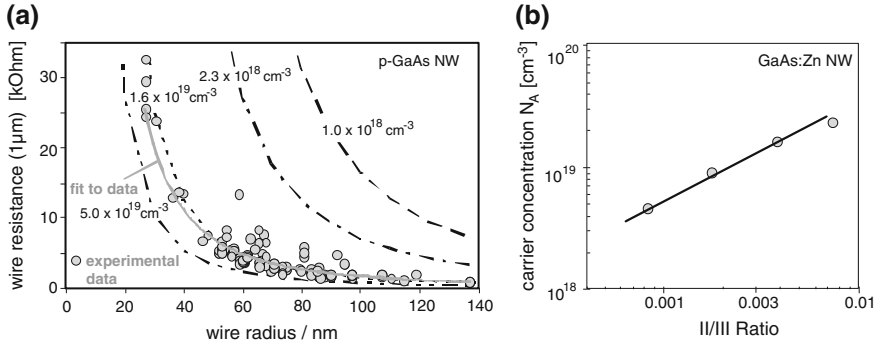 (a)
wire resistance (1µm) [kOhm]
30
20
10
0
p-GaAs NW
2.3 x 10^18 cm^-3
1.6 x 10^19 cm^-3
1.0 x 10^18 cm^-3
fit to data
5.0 x 10^19 cm^-3
experimental
data
0 20 40 60 80 100 120 140
wire radius / nm
(b)
carrier concentration N_A [cm^-3]
10^20
10^19
10^18
GaAs:Zn NW
0.001 0.003 0.01
II/III Ratio